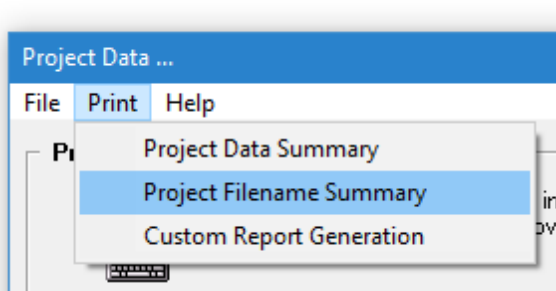 Project Data ...
File Print Help
Project Data Summary
Project Filename Summary
Custom Report Generation